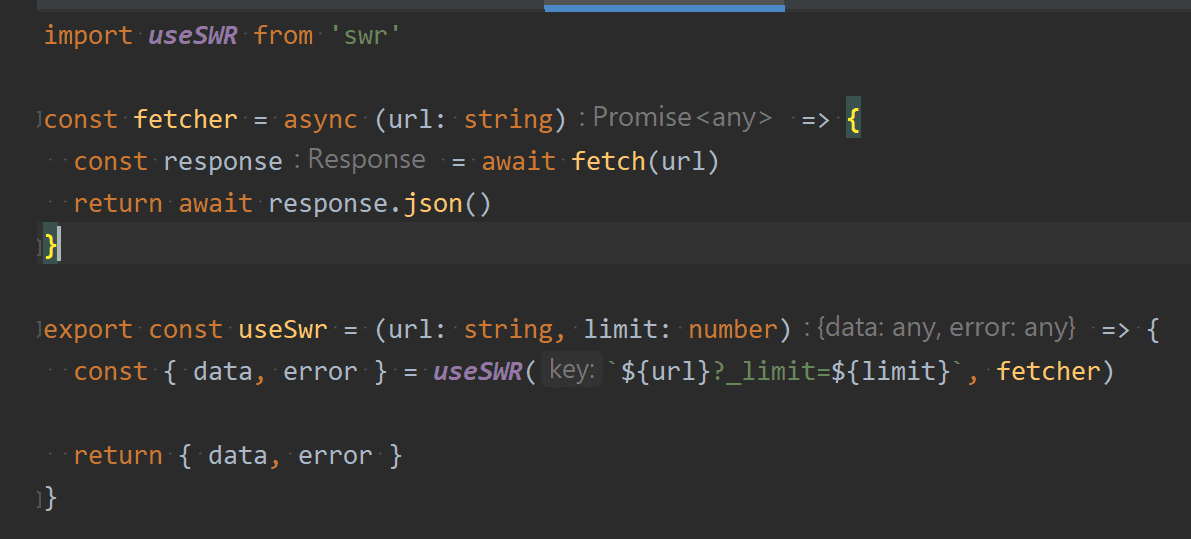 import useSWR from 'swr'
const fetcher = async (url: string) : Promise<any> => {
const response : Response = await fetch(url)
return await response.json()
}
export const useSwr = (url: string, limit: number) : {data: any, error: any} => {
const { data, error } = useSWR( key: `${url}?_limit=${limit}`, fetcher)
return { data, error }
}